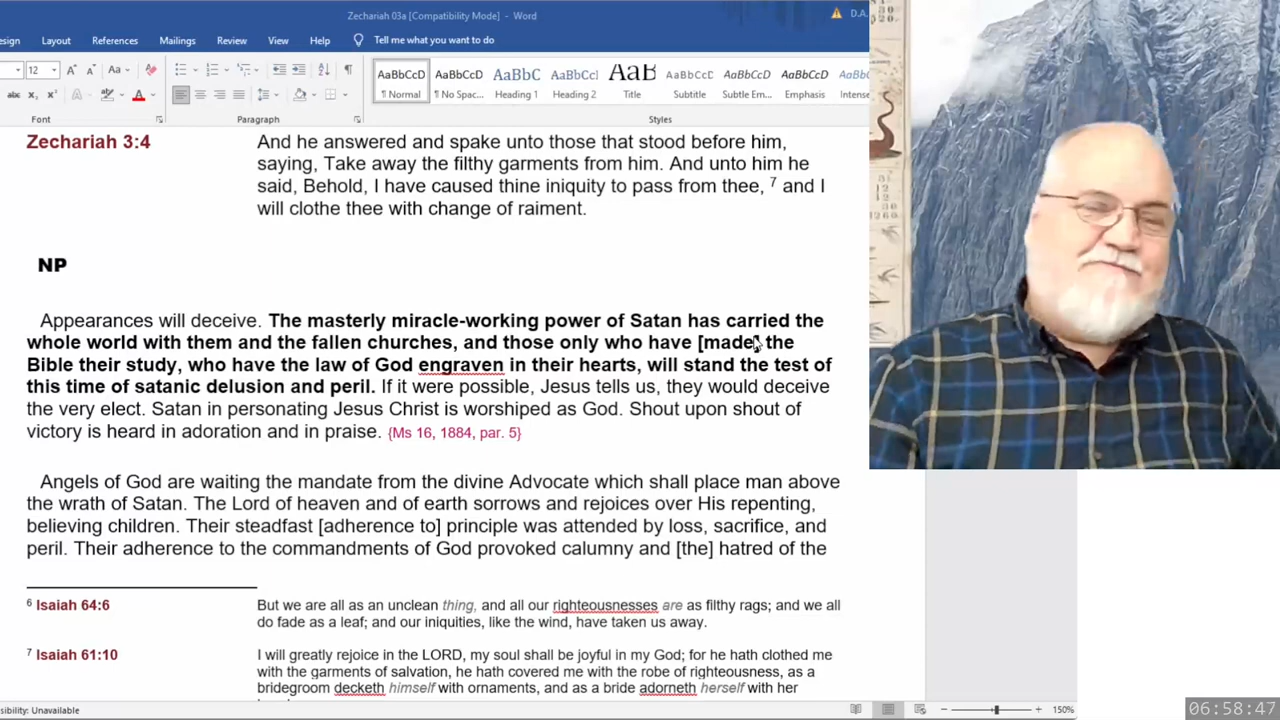 Zechariah 03a [Compatibility Mode] - Word
D.A.
esign Layout References Mailings Review View Help Tell me what you want to do
12 Aa
AaBbCcD AaBbCcD AaBbC AaBbCc AaB AaBbCcD AaBbCcD AaBbCcD AaBb
¶ Normal ¶ No Spac... Heading 1 Heading 2 Title Subtitle Subtle Em... Emphasis Intense
Font Paragraph Styles
Zechariah 3:4 And he answered and spake unto those that stood before him,
saying, Take away the filthy garments from him. And unto him he
said, Behold, I have caused thine iniquity to pass from thee, 7 and I
will clothe thee with change of raiment.
NP
Appearances will deceive. The masterly miracle-working power of Satan has carried the
whole world with them and the fallen churches, and those only who have [made] the
Bible their study, who have the law of God engraven in their hearts, will stand the test of
this time of satanic delusion and peril. If it were possible, Jesus tells us, they would deceive
the very elect. Satan in personating Jesus Christ is worshiped as God. Shout upon shout of
victory is heard in adoration and in praise. {Ms 16, 1884, par. 5}
Angels of God are waiting the mandate from the divine Advocate which shall place man above
the wrath of Satan. The Lord of heaven and of earth sorrows and rejoices over His repenting,
believing children. Their steadfast [adherence to] principle was attended by loss, sacrifice, and
peril. Their adherence to the commandments of God provoked calumny and [the] hatred of the
6 Isaiah 64:6 But we are all as an unclean thing, and all our righteousnesses are as filthy rags; and we all
do fade as a leaf; and our iniquities, like the wind, have taken us away.
7 Isaiah 61:10 I will greatly rejoice in the LORD, my soul shall be joyful in my God; for he hath clothed me
with the garments of salvation, he hath covered me with the robe of righteousness, as a
bridegroom decketh himself with ornaments, and as a bride adorneth herself with her
sibility: Unavailable
150%
06:58:47
12
12
1260